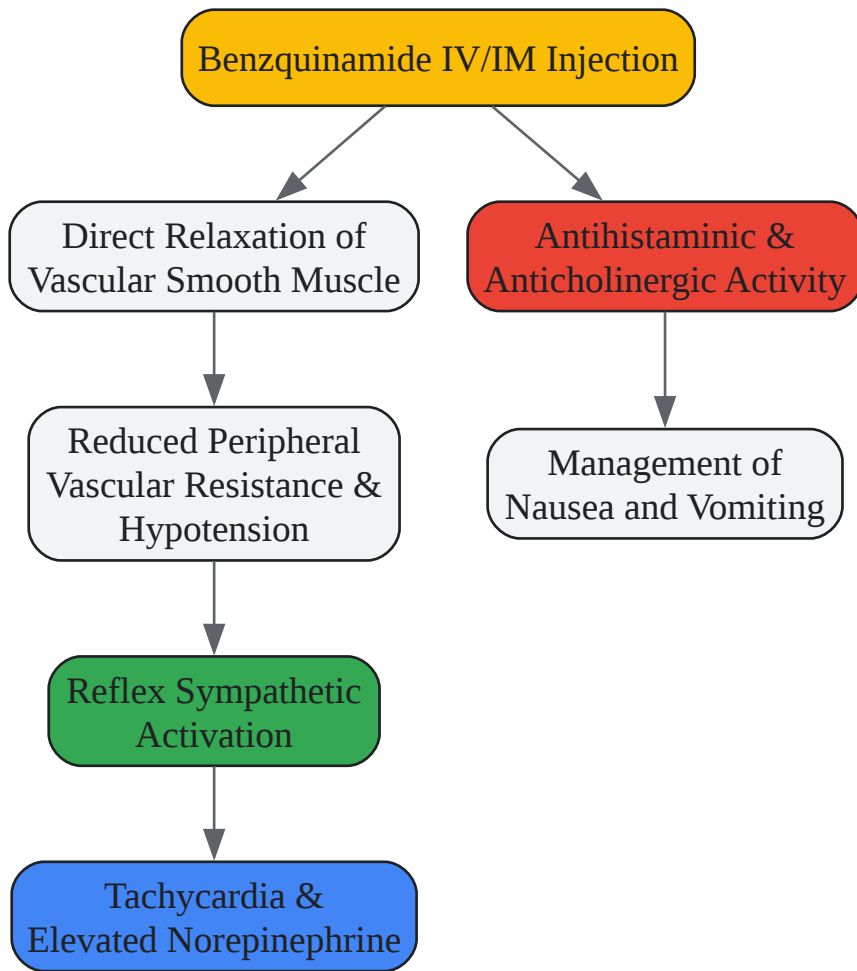 Benzquinamide IV/IM Injection
Direct Relaxation of
Vascular Smooth Muscle
Antihistaminic &
Anticholinergic Activity
Reduced Peripheral
Vascular Resistance &
Hypotension
Management of
Nausea and Vomiting
Reflex Sympathetic
Activation
Tachycardia &
Elevated Norepinephrine